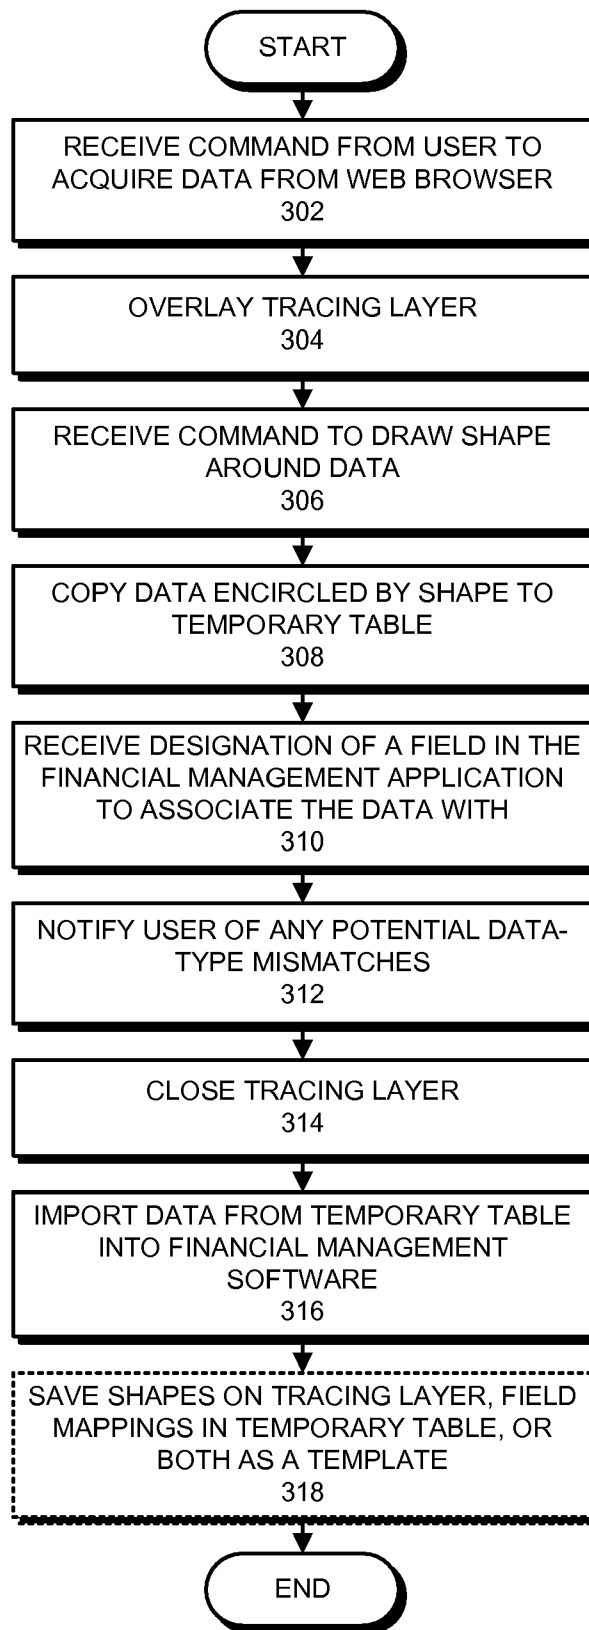 START
RECEIVE COMMAND FROM USER TO
ACQUIRE DATA FROM WEB BROWSER
302
OVERLAY TRACING LAYER
304
RECEIVE COMMAND TO DRAW SHAPE
AROUND DATA
306
COPY DATA ENCIRCLED BY SHAPE TO
TEMPORARY TABLE
308
RECEIVE DESIGNATION OF A FIELD IN THE
FINANCIAL MANAGEMENT APPLICATION
TO ASSOCIATE THE DATA WITH
310
NOTIFY USER OF ANY POTENTIAL DATA-
TYPE MISMATCHES
312
CLOSE TRACING LAYER
314
IMPORT DATA FROM TEMPORARY TABLE
INTO FINANCIAL MANAGEMENT
SOFTWARE
316
SAVE SHAPES ON TRACING LAYER, FIELD
MAPPINGS IN TEMPORARY TABLE, OR
BOTH AS A TEMPLATE
318
END